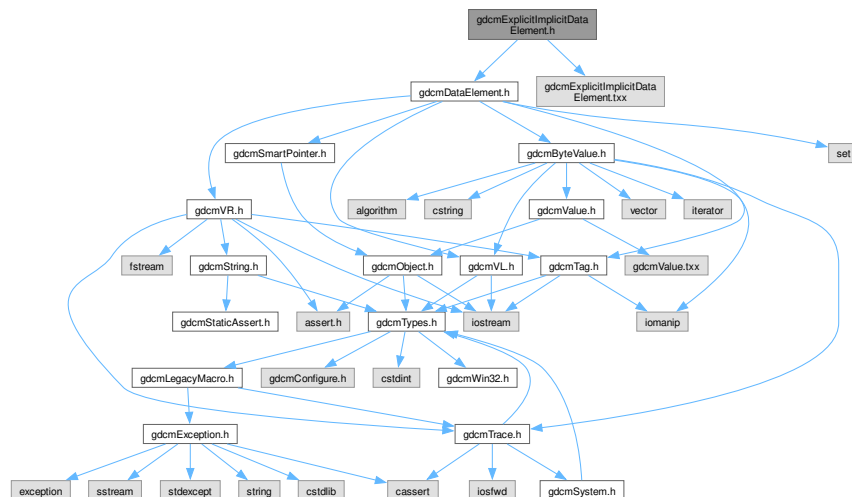 gdcmExplicitImplicitData
Element.h
gdcmDataElement.h
gdcmExplicitImplicitData
Element.txx
gdcmSmartPointer.h
gdcmByteValue.h
set
gdcmVR.h
algorithm
cstring
gdcmValue.h
vector
iterator
fstream
gdcmString.h
gdcmObject.h
gdcmVL.h
gdcmTag.h
gdcmValue.txx
gdcmStaticAssert.h
assert.h
gdcmTypes.h
iostream
iomanip
gdcmLegacyMacro.h
gdcmConfigure.h
cstdint
gdcmWin32.h
gdcmException.h
gdcmTrace.h
exception
sstream
stdexcept
string
cstdlib
cassert
iosfwd
gdcmSystem.h